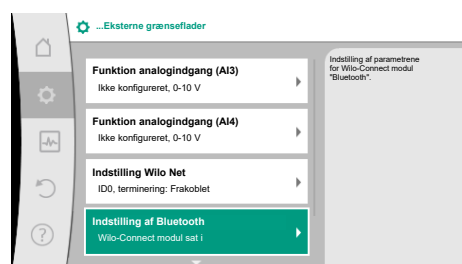 ...Eksterne grænseflader
Funktion analogindgang (AI3)
Ikke konfigureret, 0-10 V
Funktion analogindgang (AI4)
Ikke konfigureret, 0-10 V
Indstilling Wilo Net
ID0, terminering: Frakoblet
Indstilling af Bluetooth
Wilo-Connect modul sat i
Indstilling af parametrene
for Wilo-Connect modul
"Bluetooth".